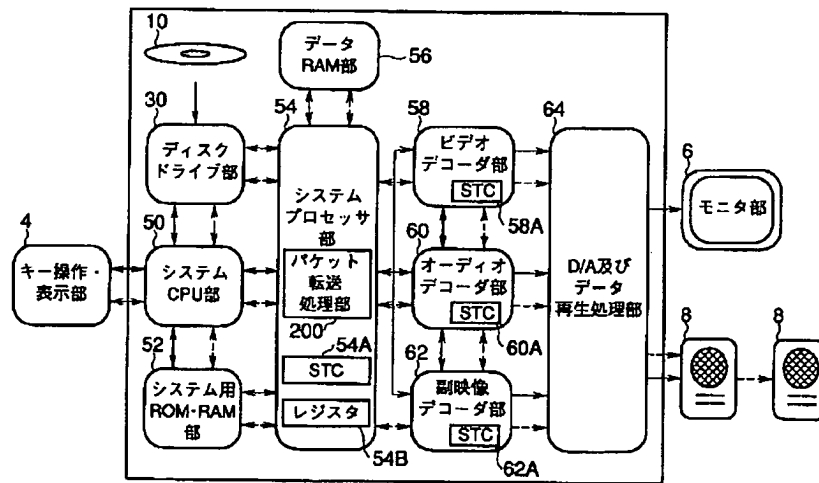 10
データ
RAM部
56
30
ディスク
ドライブ部
54
システム
プロセッサ
部
パケット
転送
処理部
200
54A
STC
レジスタ
54B
58
ビデオ
デコーダ部
STC
58A
64
D/A及び
データ
再生処理部
6
モニタ部
4
キー操作・
表示部
50
システム
CPU部
60
オーディオ
デコーダ部
STC
60A
52
システム用
ROM・RAM
部
62
副映像
デコーダ部
STC
62A
8
8